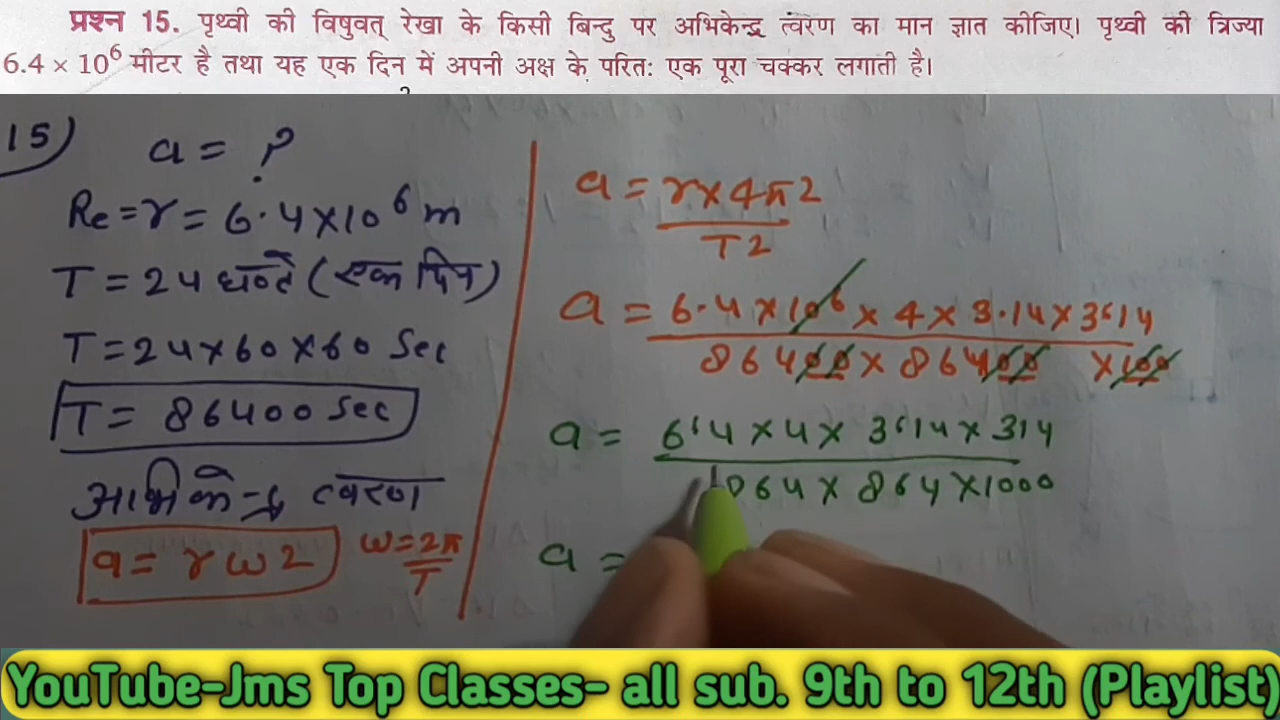 प्रश्न 15. पृथ्वी की विषुवत् रेखा के किसी बिन्दु पर अभिकेन्द्र त्वरण का मान ज्ञात कीजिए। पृथ्वी की त्रिज्या
6.4 × 10⁶ मीटर है तथा यह एक दिन में अपनी अक्ष के परितः एक पूरा चक्कर लगाती है।
15)
a = ?
Re = r = 6.4 × 10⁶ m
T = 24 घण्टे (एक दिन)
T = 24 × 60 × 60 Sec
T = 86400 Sec
अभिकेन्द्र त्वरण
a = r ω2 ω = 2π/T
a = r × 4π2 / T2
a = 6.4 × 10⁶ × 4 × 3.14 × 3.14
86400 × 86400 × 100
a = 6.4 × 4 × 3.14 × 314
864 × 864 × 1000
a =
YouTube-Jms Top Classes- all sub. 9th to 12th (Playlist)